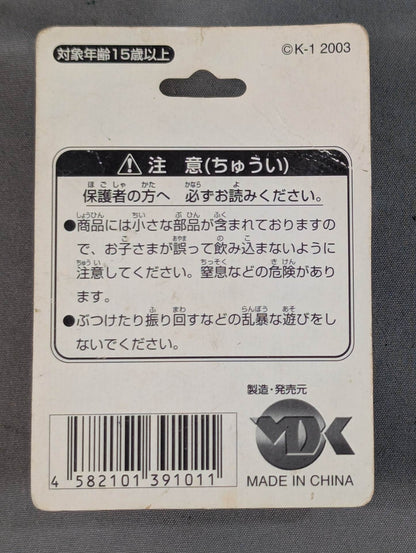 対象年齢15歳以上
©K-1 2003
⚠注 意(ちゅうい)
保護者の方へ 必ずお読みください。
●商品には小さな部品が含まれておりますの
で、お子さまが誤って飲み込まないように
注意してください。窒息などの危険があり
ます。
●ぶつけたり振り回すなどの乱暴な遊びをし
ないでください。
製造・発売元
MDK
MADE IN CHINA
4 582101 391011